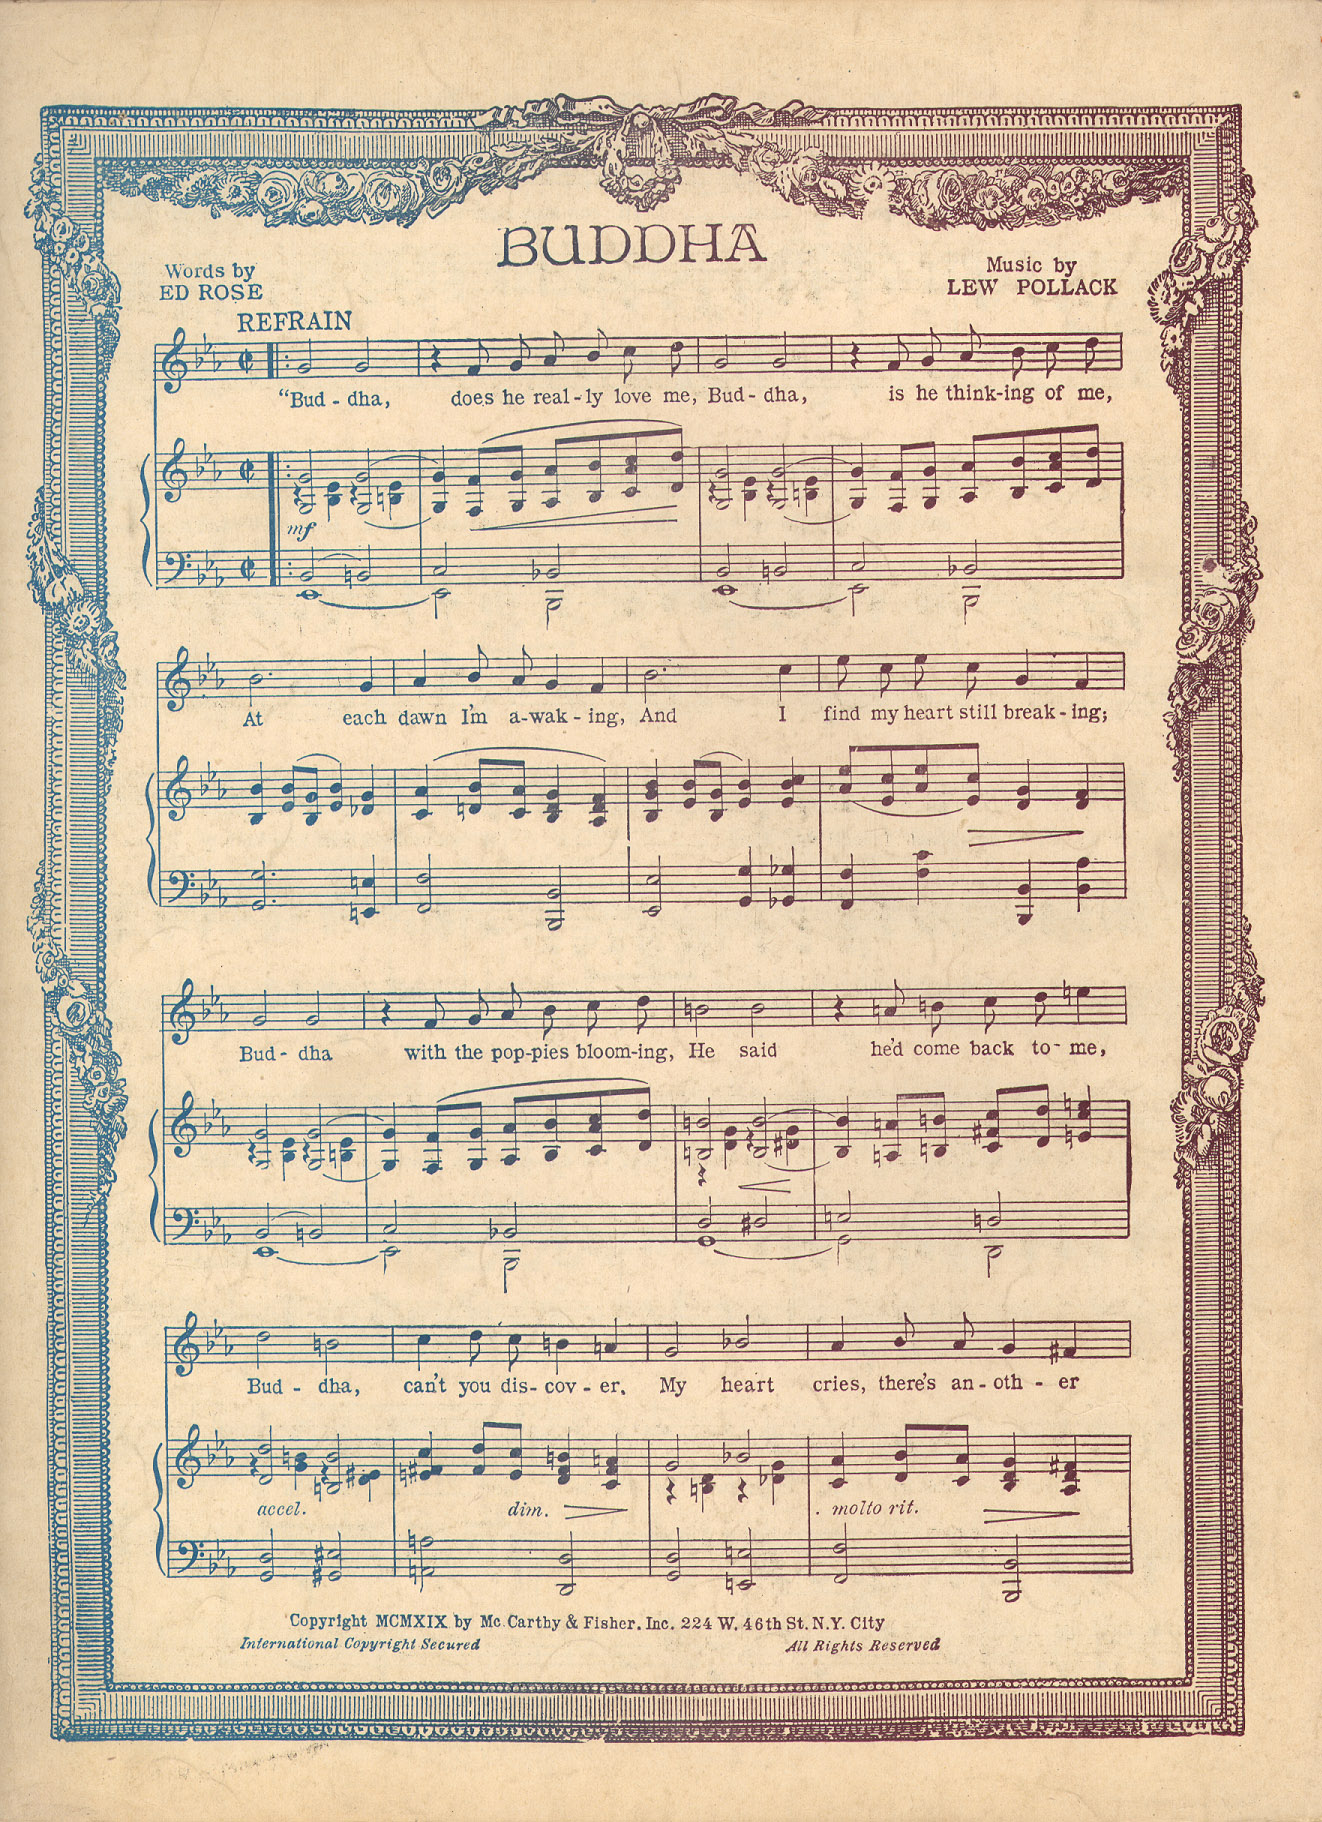 BUDDHA
Words by
ED ROSE
Music by
LEW POLLACK
REFRAIN
“Bud - dha, does he real - ly love me, Bud - dha, is he think-ing of me,
mf
At each dawn I'm a-wak - ing, And I find my heart still break - ing;
Bud - dha with the pop-pies bloom-ing, He said he'd come back to - me,
Bud - dha, can't you dis - cov - er. My heart cries, there's an - oth - er
accel. dim. molto rit.
Copyright MCMXIX by Mc. Carthy & Fisher. Inc. 224 W. 46th St. N.Y. City
International Copyright Secured All Rights Reserved